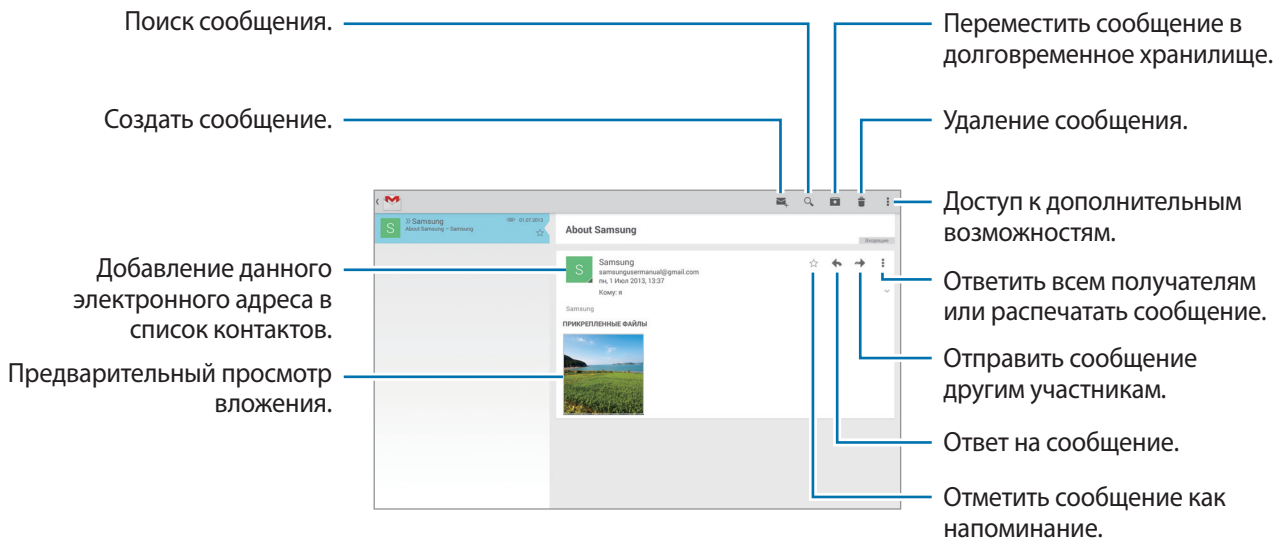 Поиск сообщения.
Создать сообщение.
Добавление данного
электронного адреса в
список контактов.
Предварительный просмотр
вложения.
S
» Samsung
01.07.2013
About Samsung - Samsung
About Samsung
Входящие
S
Samsung
samsungusermanual@gmail.com
пн, 1 Июл 2013, 13:37
Кому: я
Samsung
ПРИКРЕПЛЕННЫЕ ФАЙЛЫ
Переместить сообщение в
долговременное хранилище.
Удаление сообщения.
Доступ к дополнительным
возможностям.
Ответить всем получателям
или распечатать сообщение.
Отправить сообщение
другим участникам.
Ответ на сообщение.
Отметить сообщение как
напоминание.